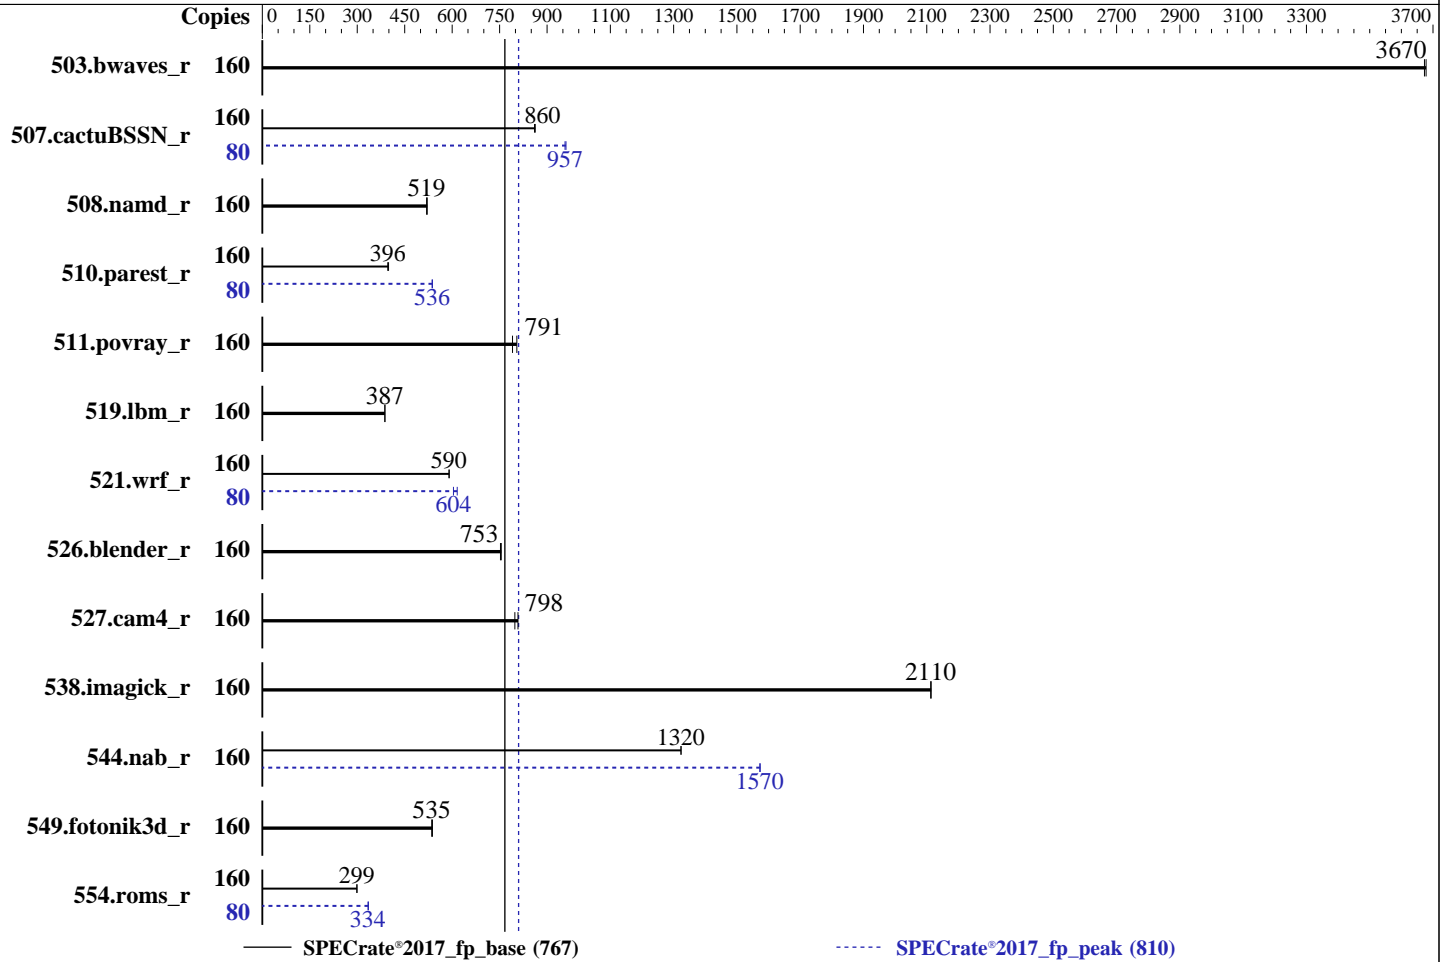 Copies 0 150 300 450 600 750 900 1100 1300 1500 1700 1900 2100 2300 2500 2700 2900 3100 3300 3700
503.bwaves_r 160 3670
507.cactuBSSN_r 160 860
80 957
508.namd_r 160 519
510.parest_r 160 396
80 536
511.povray_r 160 791
519.lbm_r 160 387
521.wrf_r 160 590
80 604
526.blender_r 160 753
527.cam4_r 160 798
538.imagick_r 160 2110
544.nab_r 160 1320
1570
549.fotonik3d_r 160 535
554.roms_r 160 299
80 334
SPECrate®2017_fp_base (767) SPECrate®2017_fp_peak (810)